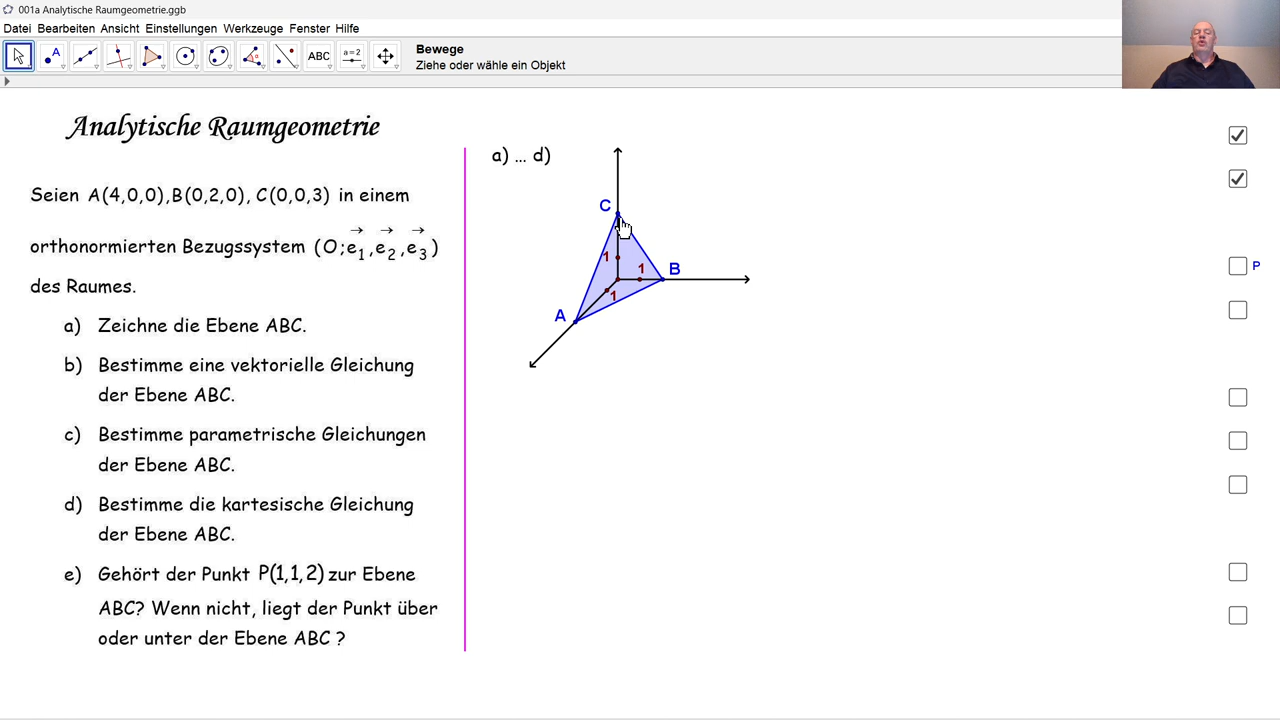 001a Analytische Raumgeometrie.ggb
Datei Bearbeiten Ansicht Einstellungen Werkzeuge Fenster Hilfe
A ABC a=2
Bewege
Ziehe oder wähle ein Objekt
Analytische Raumgeometrie
Seien A(4,0,0),B(0,2,0), C(0,0,3) in einem
orthonormierten Bezugssystem (O;e₁⃗,e₂⃗,e₃⃗)
des Raumes.
a) Zeichne die Ebene ABC.
b) Bestimme eine vektorielle Gleichung
der Ebene ABC.
c) Bestimme parametrische Gleichungen
der Ebene ABC.
d) Bestimme die kartesische Gleichung
der Ebene ABC.
e) Gehört der Punkt P(1,1,2) zur Ebene
ABC? Wenn nicht, liegt der Punkt über
oder unter der Ebene ABC ?
a) ... d)
C
1
1 B
1
A
P